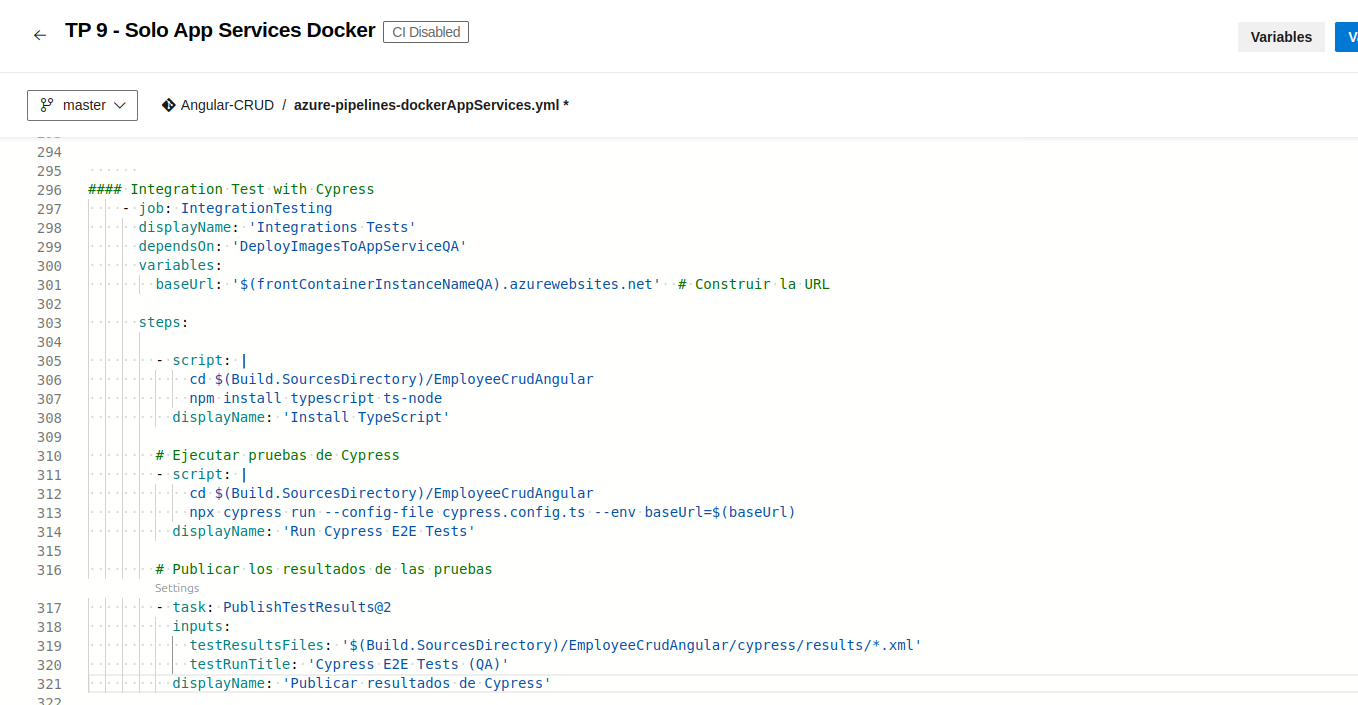 TP 9 - Solo App Services Docker CI Disabled
Variables
master Angular-CRUD / azure-pipelines-dockerAppServices.yml *
294
295
296 #### Integration Test with Cypress
297 - job: IntegrationTesting
298 displayName: 'Integrations Tests'
299 dependsOn: 'DeployImagesToAppServiceQA'
300 variables:
301 baseUrl: '$(frontContainerInstanceNameQA).azurewebsites.net' # Construir la URL
302
303 steps:
304
305 - script: |
306 cd $(Build.SourcesDirectory)/EmployeeCrudAngular
307 npm install typescript ts-node
308 displayName: 'Install TypeScript'
309
310 # Ejecutar pruebas de Cypress
311 - script: |
312 cd $(Build.SourcesDirectory)/EmployeeCrudAngular
313 npx cypress run --config-file cypress.config.ts --env baseUrl=$(baseUrl)
314 displayName: 'Run Cypress E2E Tests'
315
316 # Publicar los resultados de las pruebas
Settings
317 - task: PublishTestResults@2
318 inputs:
319 testResultsFiles: '$(Build.SourcesDirectory)/EmployeeCrudAngular/cypress/results/*.xml'
320 testRunTitle: 'Cypress E2E Tests (QA)'
321 displayName: 'Publicar resultados de Cypress'
322